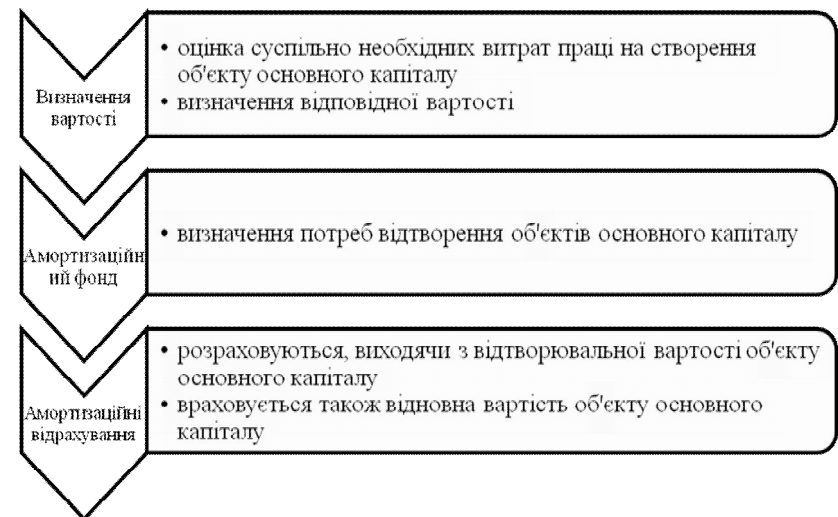 Визначення
вартості
• оцінка суспільно необхідних витрат праці на створення
об'єкту основного капіталу
• визначення відповідної вартості
Амортизаційн
ий фонд
• визначення потреб відтворення об'єктів основного капіталу
Амортизаційні
відрахування
• розраховуються, виходячи з відтворювальної вартості об'єкту
основного капіталу
• враховується також відновна вартість об'єкту основного
капіталу